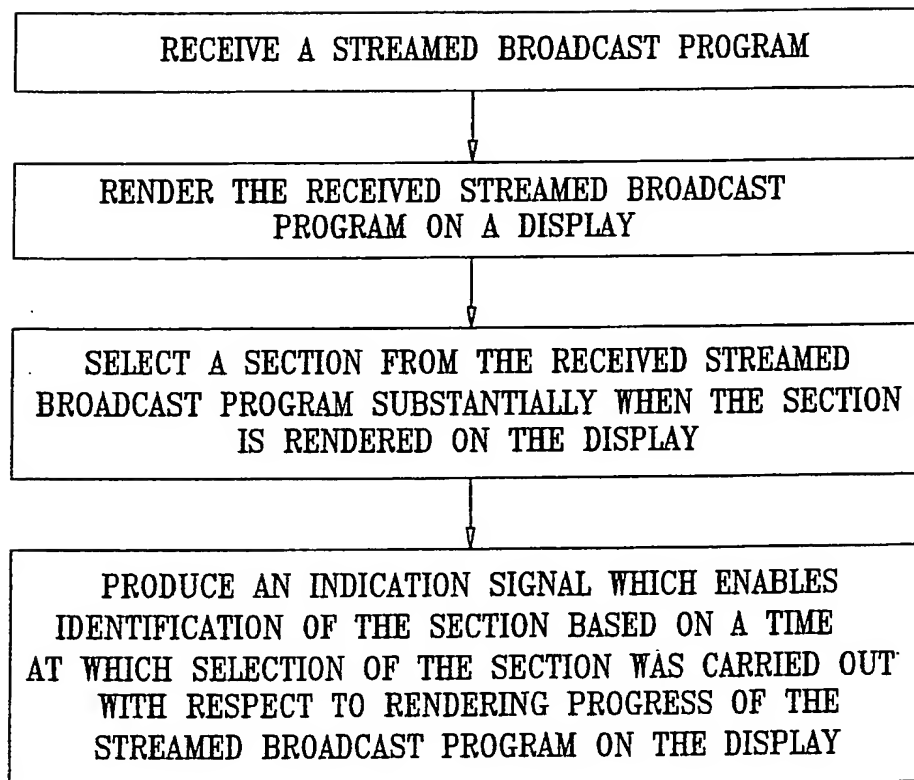 RECEIVE A STREAMED BROADCAST PROGRAM
RENDER THE RECEIVED STREAMED BROADCAST
PROGRAM ON A DISPLAY
SELECT A SECTION FROM THE RECEIVED STREAMED
BROADCAST PROGRAM SUBSTANTIALLY WHEN THE SECTION
IS RENDERED ON THE DISPLAY
PRODUCE AN INDICATION SIGNAL WHICH ENABLES
IDENTIFICATION OF THE SECTION BASED ON A TIME
AT WHICH SELECTION OF THE SECTION WAS CARRIED OUT
WITH RESPECT TO RENDERING PROGRESS OF THE
STREAMED BROADCAST PROGRAM ON THE DISPLAY